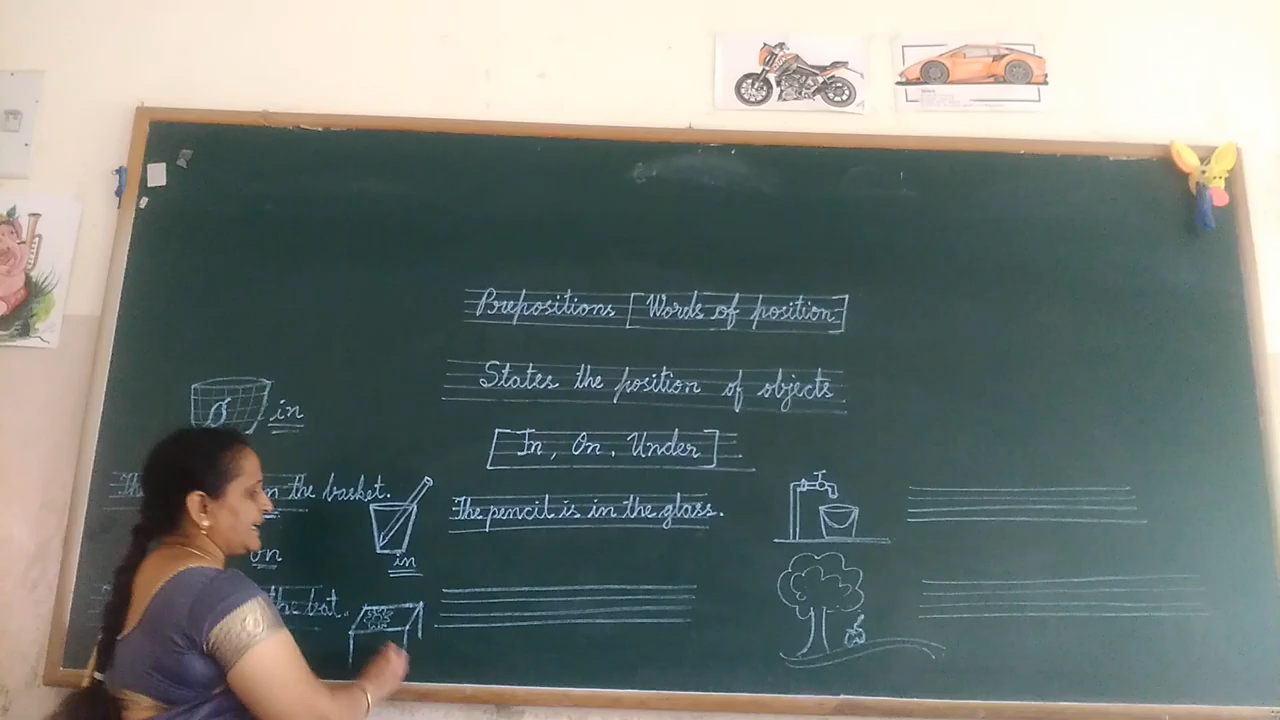 Prepositions [Words of position]
States the position of objects
[In, On, Under]
in
the basket.
The pencil is in the glass.
in
on
the bat.